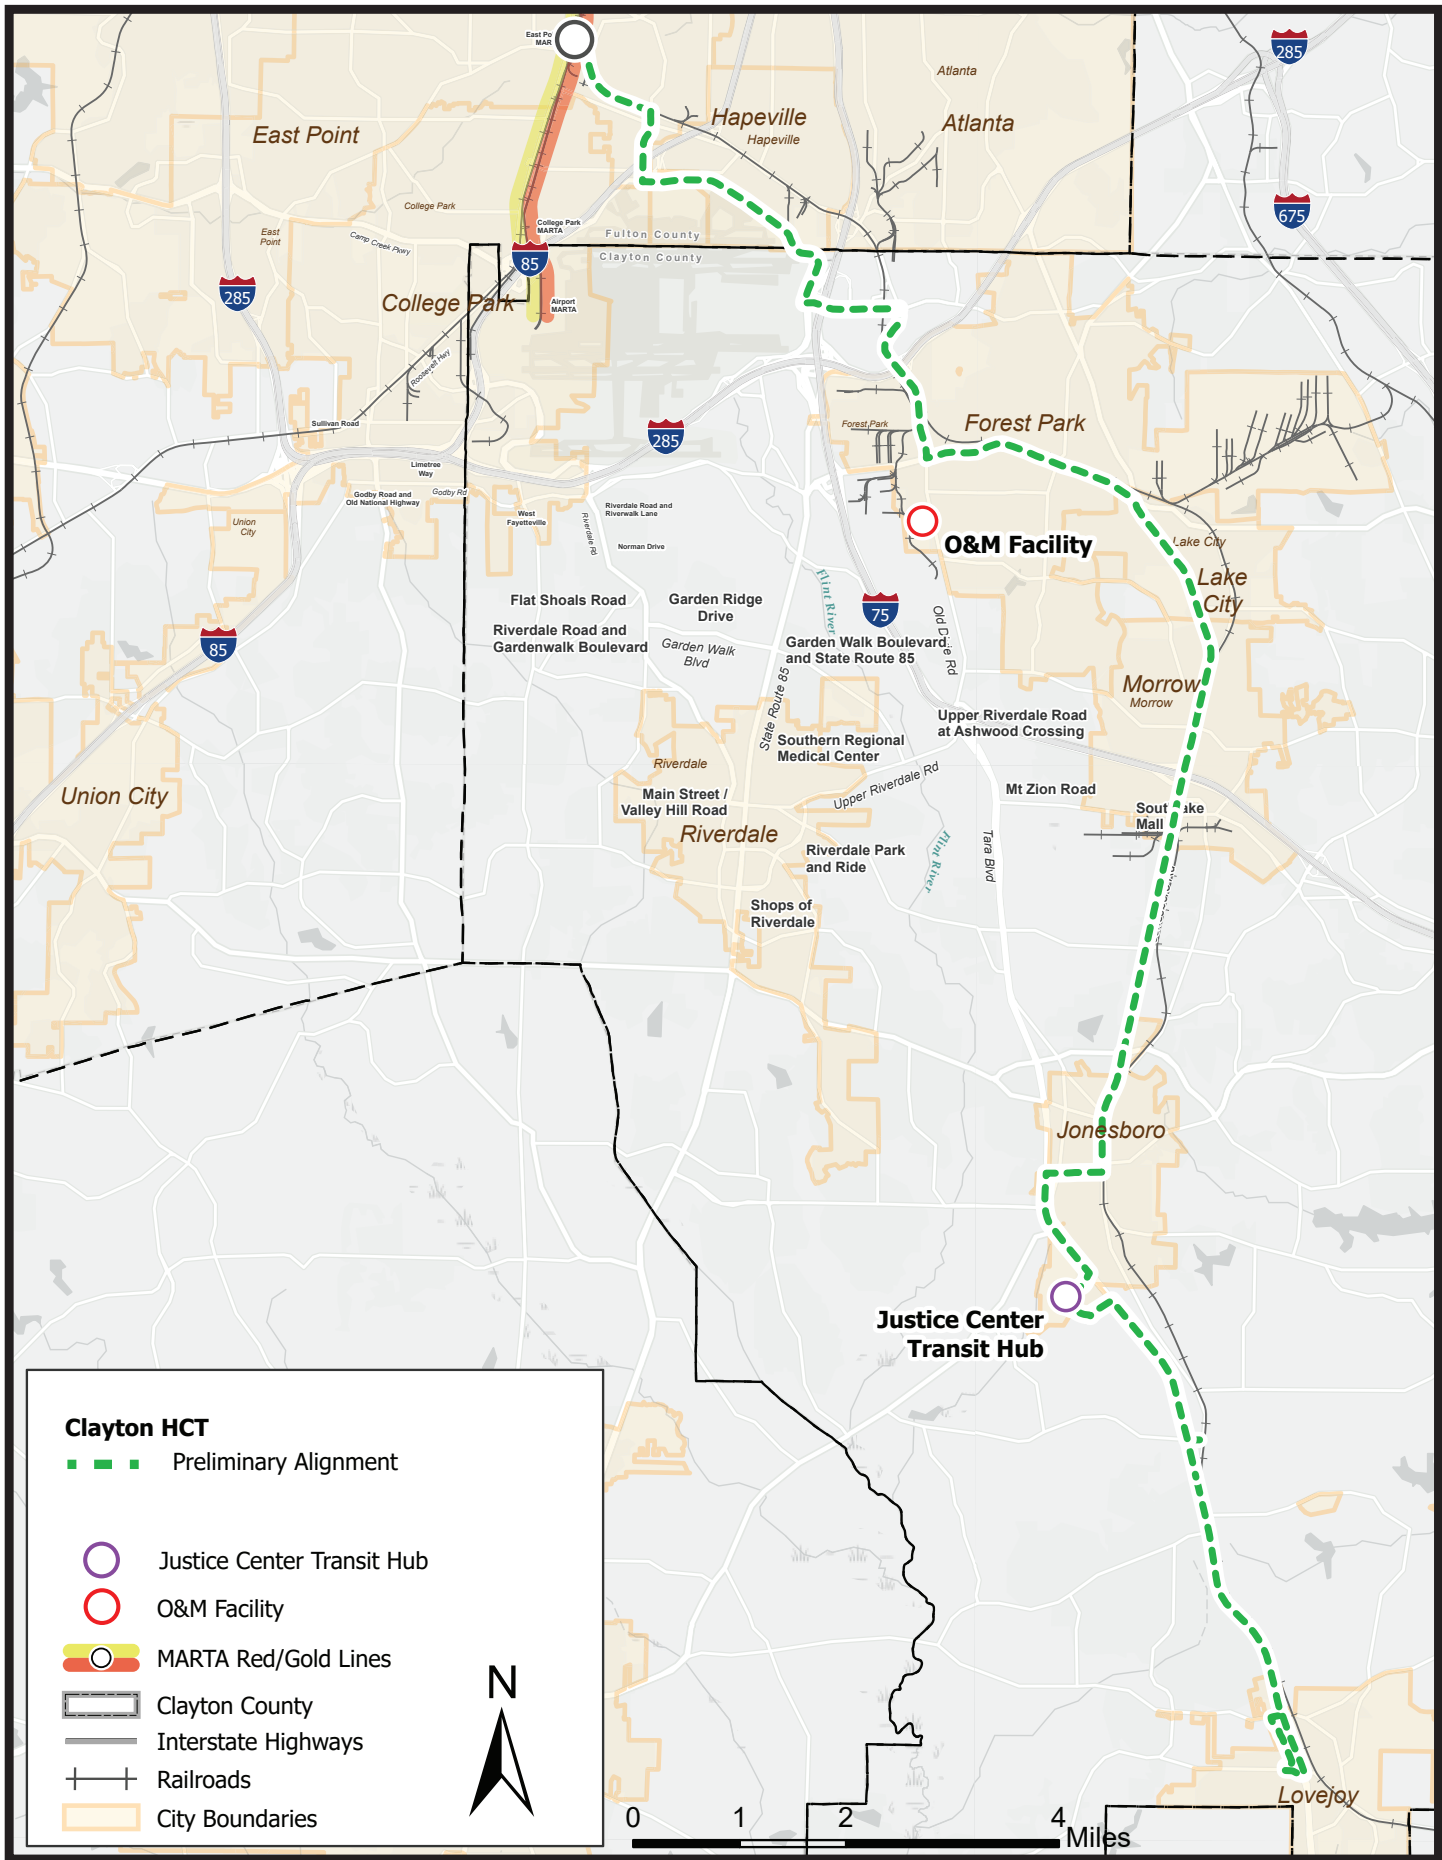 East Po
MAR
285
Atlanta
Hapeville
Hapeville
Atlanta
East Point
College Park
675
College Park
MARTA
East
Point
Camp Creek Pkwy
Fulton County
Clayton County
85
285
College Park
Airport
MARTA
Roosevelt Hwy
Sullivan Road
Forest Park
Forest Park
285
Limetree
Way
Godby Road and
Old National Highway
Godby Rd
West
Fayetteville
Riverdale Road and
Riverwalk Lane
Riverdale Rd
Union
City
Norman Drive
O&M Facility
Lake City
Lake
City
Flint River
Flat Shoals Road
Garden Ridge
Drive
75
Old Dixie Rd
Riverdale Road and
Gardenwalk Boulevard
Garden Walk
Blvd
Garden Walk Boulevard
and State Route 85
85
State Route 85
Morrow
Morrow
Upper Riverdale Road
at Ashwood Crossing
Southern Regional
Medical Center
Riverdale
Upper Riverdale Rd
Union City
Main Street /
Valley Hill Road
Mt Zion Road
Southlake
Mall
Riverdale
Riverdale Park
and Ride
Flint River
Tara Blvd
Shops of
Riverdale
Jonesboro
Justice Center
Transit Hub
Clayton HCT
Preliminary Alignment
Justice Center Transit Hub
O&M Facility
MARTA Red/Gold Lines
Clayton County
Interstate Highways
Railroads
City Boundaries
N
Lovejoy
0 1 2 4
Miles